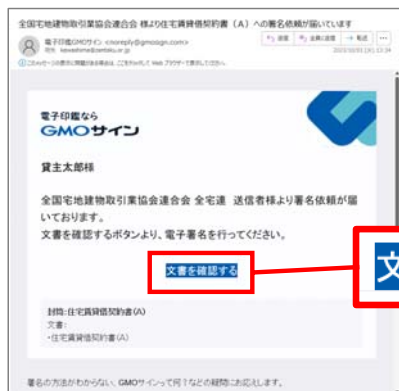 全国宅地建物取引業協会連合会 様より住宅賃貸借契約書(A)への署名依頼が届いています
電子印鑑GMOサイン <noreply@gmosign.com>
返信
全員に返信
転送
電子印鑑なら
GMOサイン
貸主太郎様
全国宅地建物取引業協会連合会 全宅連 送信者様より署名依頼が届
いております。
文書を確認するボタンより、電子署名を行ってください。
文書を確認する
文
封筒:住宅賃貸借契約書(A)
文書:
・住宅賃貸借契約書(A)
署名の方法がわからない、GMOサインって何?などの疑問にお応えします。